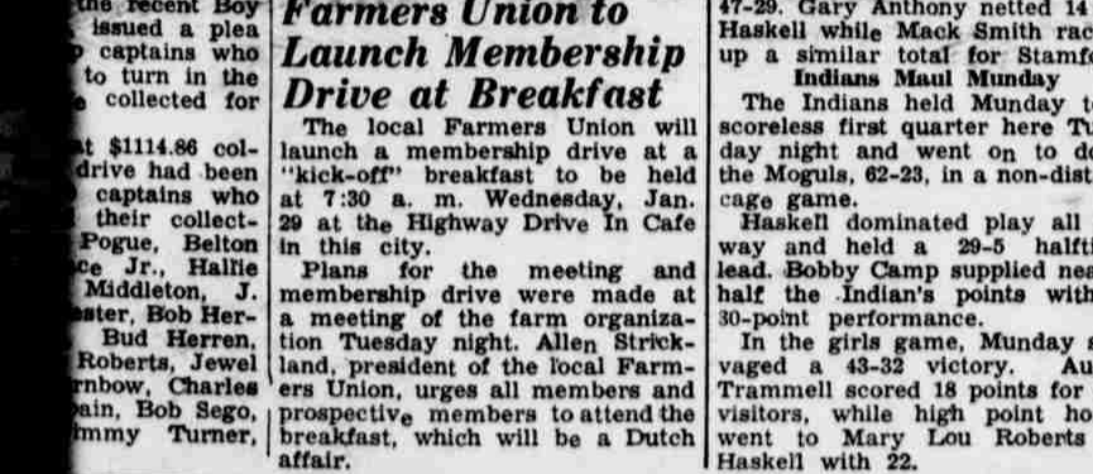 the recent Boy
issued a plea
captains who
to turn in the
collected for
$1114.86 col-
drive had been
captains who
their collect-
Pogue, Belton
Jr., Hallie
Middleton, J.
Bob Her-
Bud Herren,
Roberts, Jewel
Charles
Bob Sego,
Turner,
Farmers Union to
Launch Membership
Drive at Breakfast
The local Farmers Union will
launch a membership drive at a
"kick-off" breakfast to be held
at 7:30 a. m. Wednesday, Jan.
29 at the Highway Drive In Cafe
in this city.
Plans for the meeting and
membership drive were made at
a meeting of the farm organiza-
tion Tuesday night. Allen Strick-
land, president of the local Farm-
ers Union, urges all members and
prospective members to attend the
breakfast, which will be a Dutch
affair.
47-29. Gary Anthony netted 14
Haskell while Mack Smith rac
up a similar total for Stamf
Indians Maul Munday
The Indians held Munday t
scoreless first quarter here Tu
day night and went on to d
the Moguls, 62-23, in a non-dist
cage game.
Haskell dominated play all
way and held a 29-5 halfti
lead. Bobby Camp supplied nea
half the Indian's points with
30-point performance.
In the girls game, Munday s
vaged a 43-32 victory. Au
Trammell scored 18 points for
visitors, while high point ho
went to Mary Lou Roberts
Haskell with 22.